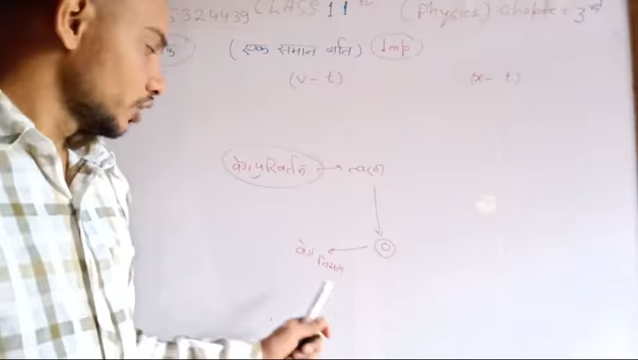 5324439 CLASS 11th (Physics) Chapter 3rd
(एक समान गति) Imp
(v - t) (x - t)
वेग परिवर्तन → त्वरण
0
वेग नियत